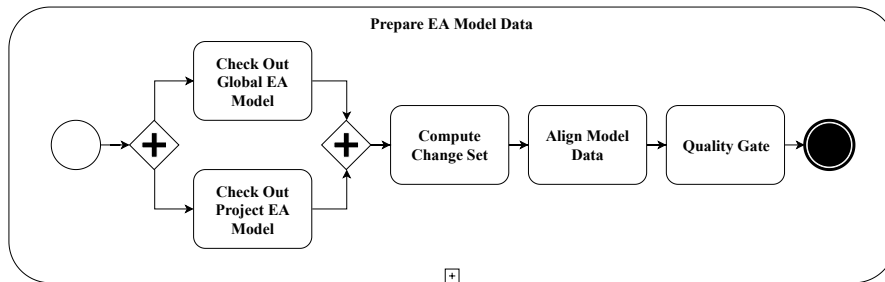 Prepare EA Model Data
Check Out
Global EA
Model
Check Out
Project EA
Model
Compute
Change Set
Align Model
Data
Quality Gate